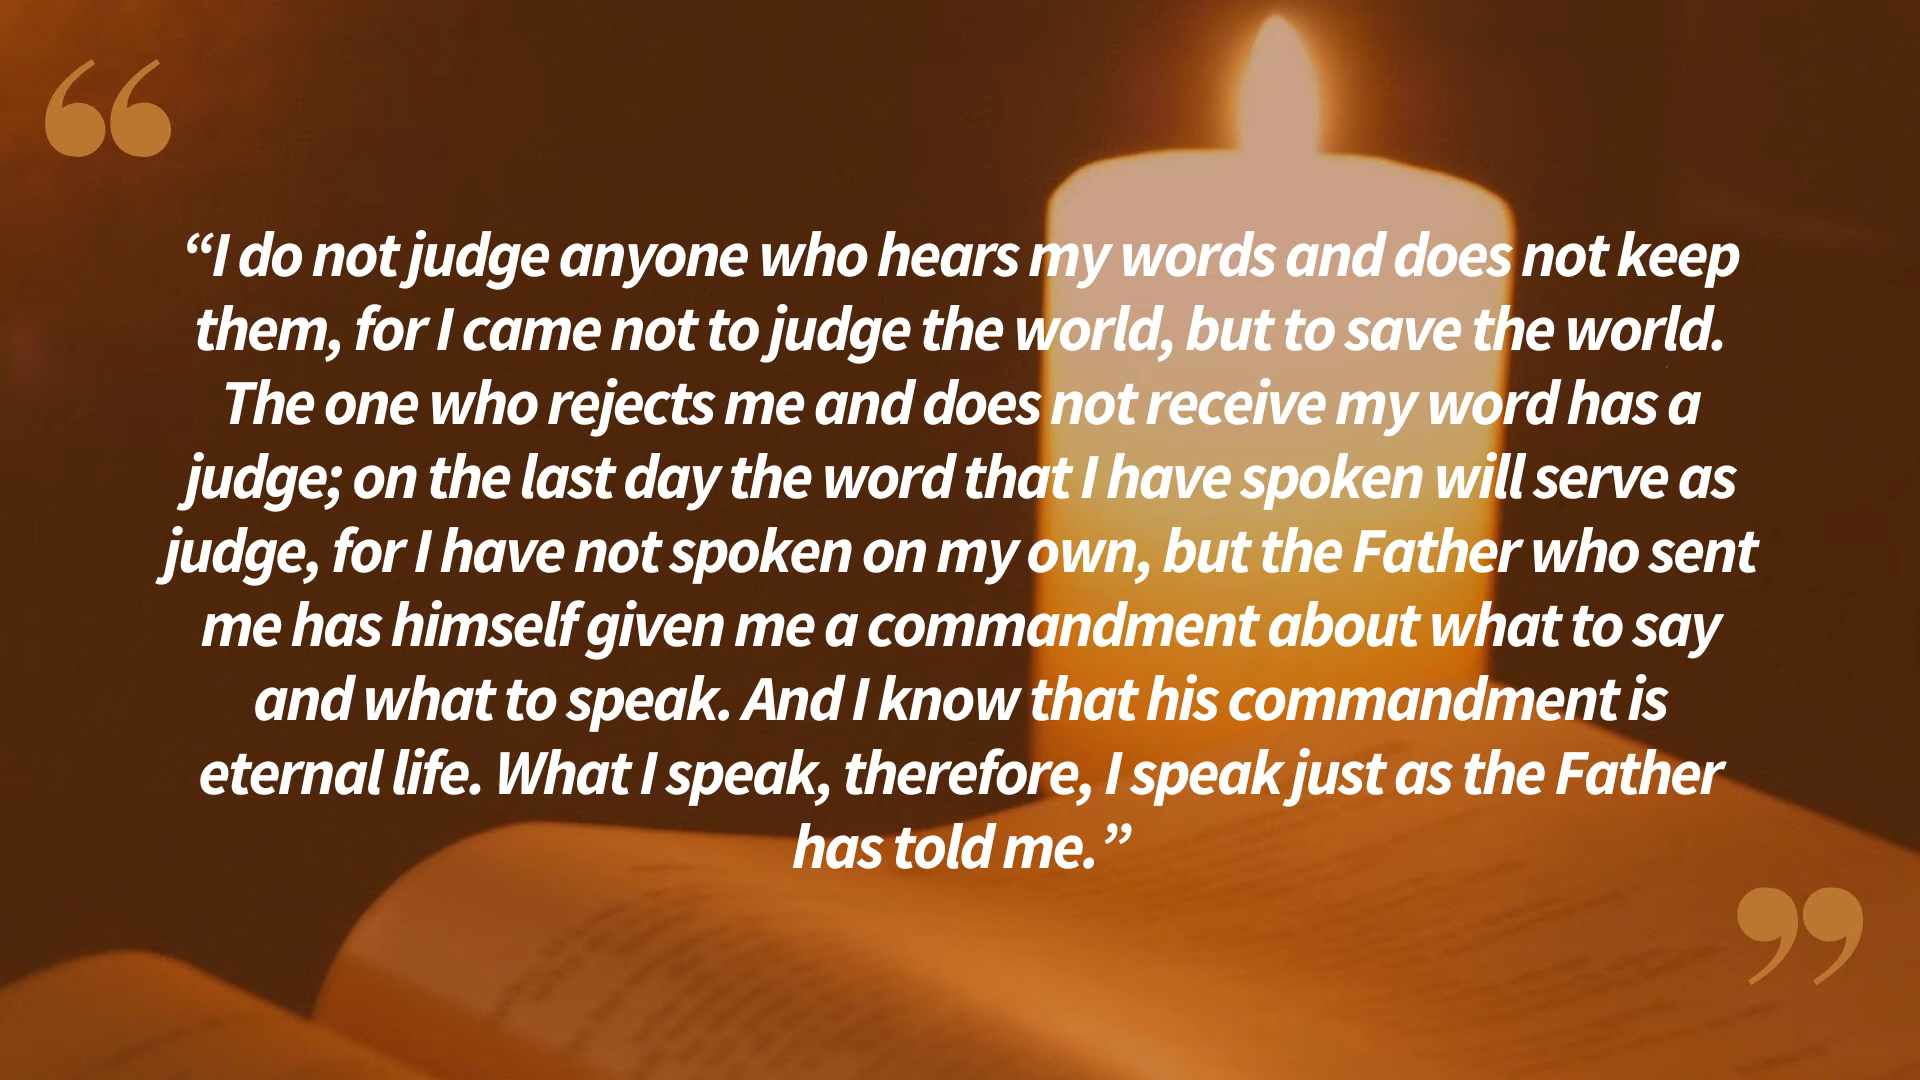 “I do not judge anyone who hears my words and does not keep
them, for I came not to judge the world, but to save the world.
The one who rejects me and does not receive my word has a
judge; on the last day the word that I have spoken will serve as
judge, for I have not spoken on my own, but the Father who sent
me has himself given me a commandment about what to say
and what to speak. And I know that his commandment is
eternal life. What I speak, therefore, I speak just as the Father
has told me.”